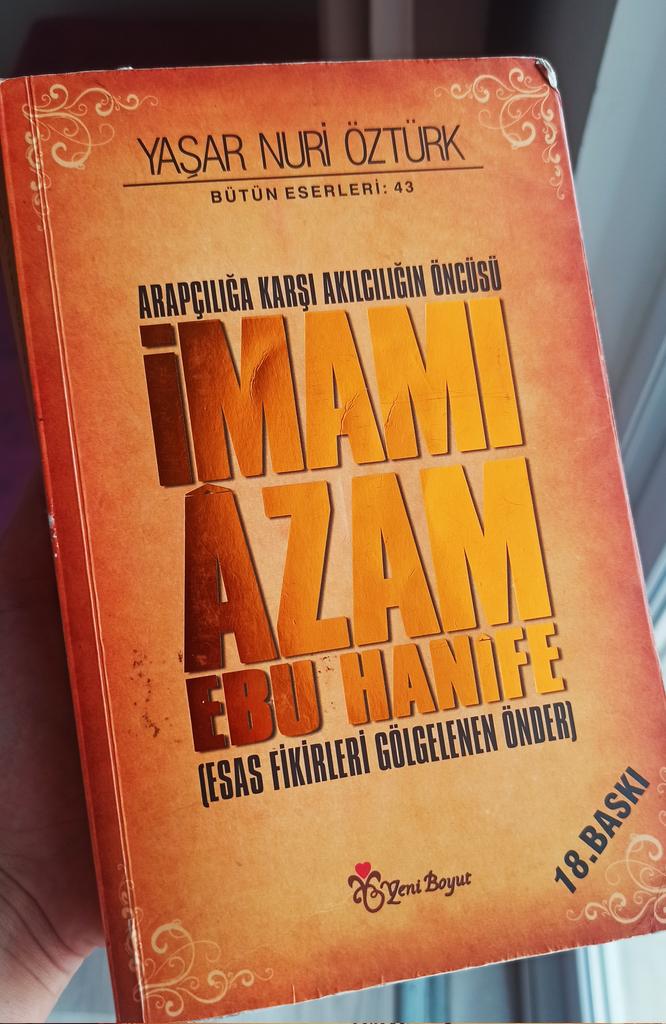 YAŞAR NURİ ÖZTÜRK
BÜTÜN ESERLERİ: 43
ARAPÇILIĞA KARŞI AKILCILIĞIN ÖNCÜSÜ
İMAMI
ÂZAM
EBU HANİFE
(ESAS FİKİRLERİ GÖLGELENEN ÖNDER)
18.BASKI
Yeni Boyut